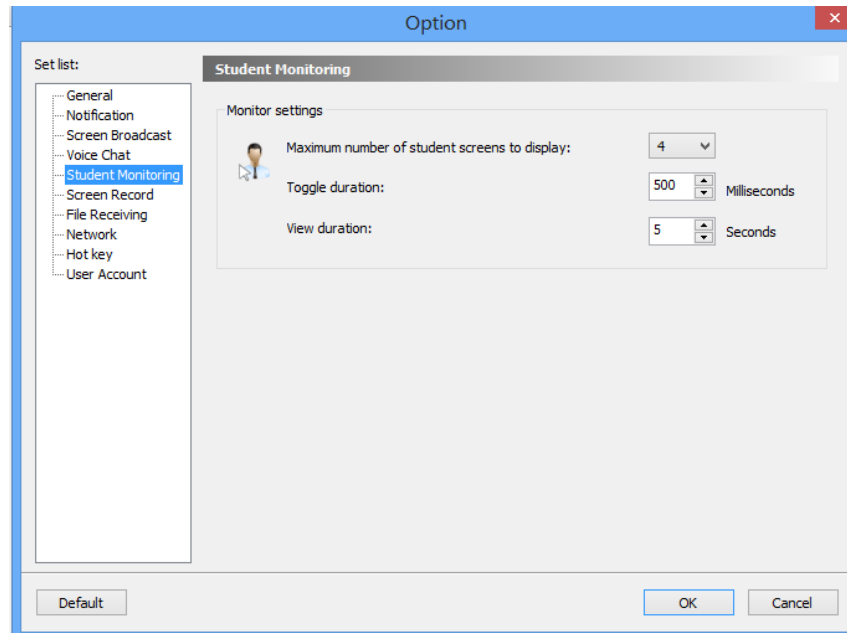 Option
Set list:
General
Notification
Screen Broadcast
Voice Chat
Student Monitoring
Screen Record
File Receiving
Network
Hot key
User Account
Student Monitoring
Monitor settings
Maximum number of student screens to display: 4
Toggle duration: 500 Milliseconds
View duration: 5 Seconds
Default OK Cancel